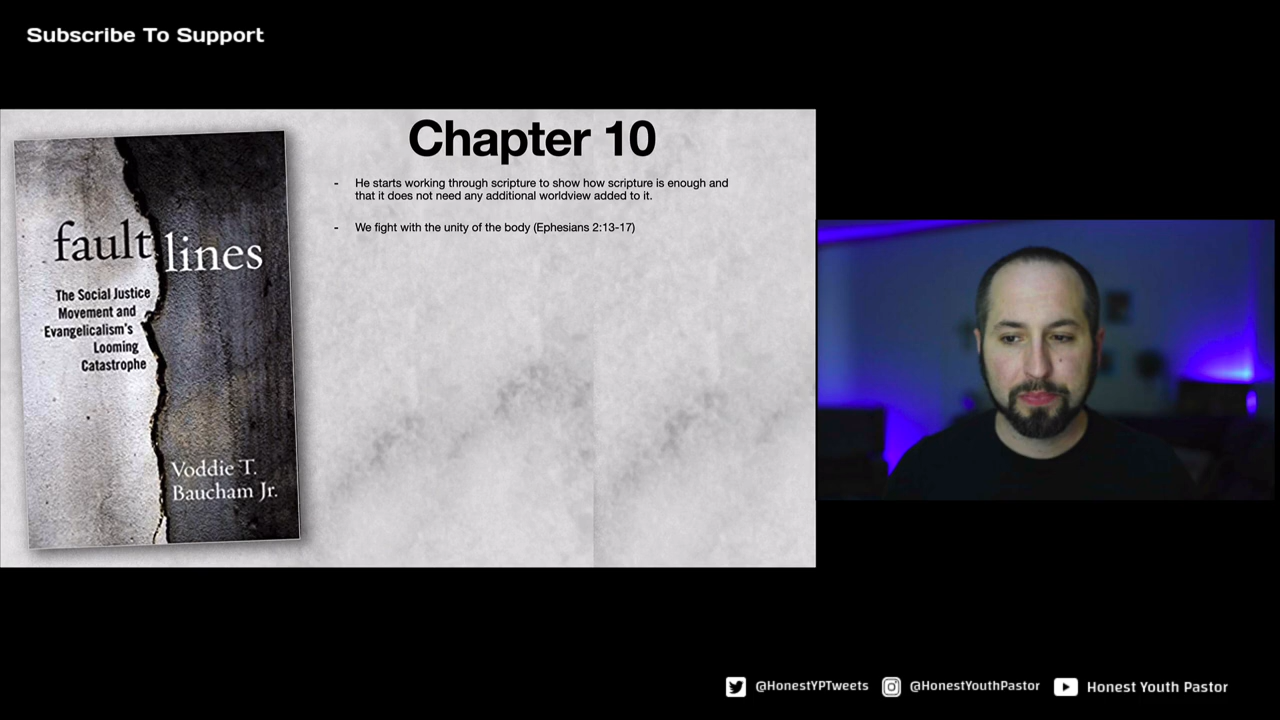 Subscribe To Support
Chapter 10
- He starts working through scripture to show how scripture is enough and
that it does not need any additional worldview added to it.
- We fight with the unity of the body (Ephesians 2:13-17)
fault lines
The Social Justice
Movement and
Evangelicalism's
Looming
Catastrophe
Voddie T.
Baucham Jr.
@HonestYPTweets @HonestYouthPastor Honest Youth Pastor